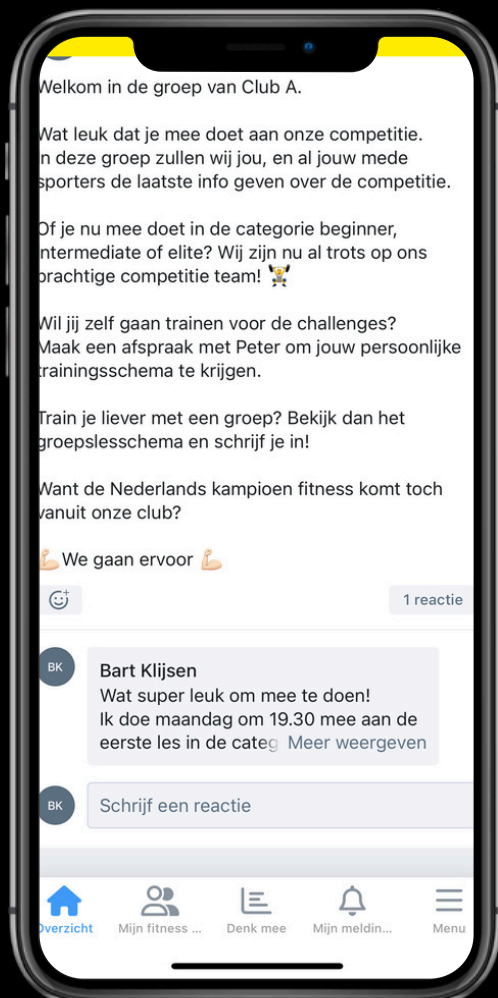 Welkom in de groep van Club A.
Wat leuk dat je mee doet aan onze competitie.
In deze groep zullen wij jou, en al jouw mede
sporters de laatste info geven over de competitie.
Of je nu mee doet in de categorie beginner,
intermediate of elite? Wij zijn nu al trots op ons
prachtige competitie team! 🏋️
Wil jij zelf gaan trainen voor de challenges?
Maak een afspraak met Peter om jouw persoonlijke
trainingsschema te krijgen.
Train je liever met een groep? Bekijk dan het
groepslesschema en schrijf je in!
Want de Nederlands kampioen fitness komt toch
vanuit onze club?
💪🏻We gaan ervoor 💪🏻
1 reactie
BK
Bart Klijsen
Wat super leuk om mee te doen!
Ik doe maandag om 19.30 mee aan de
eerste les in de categ Meer weergeven
BK
Schrijf een reactie
Overzicht
Mijn fitness ...
Denk mee
Mijn meldin...
Menu